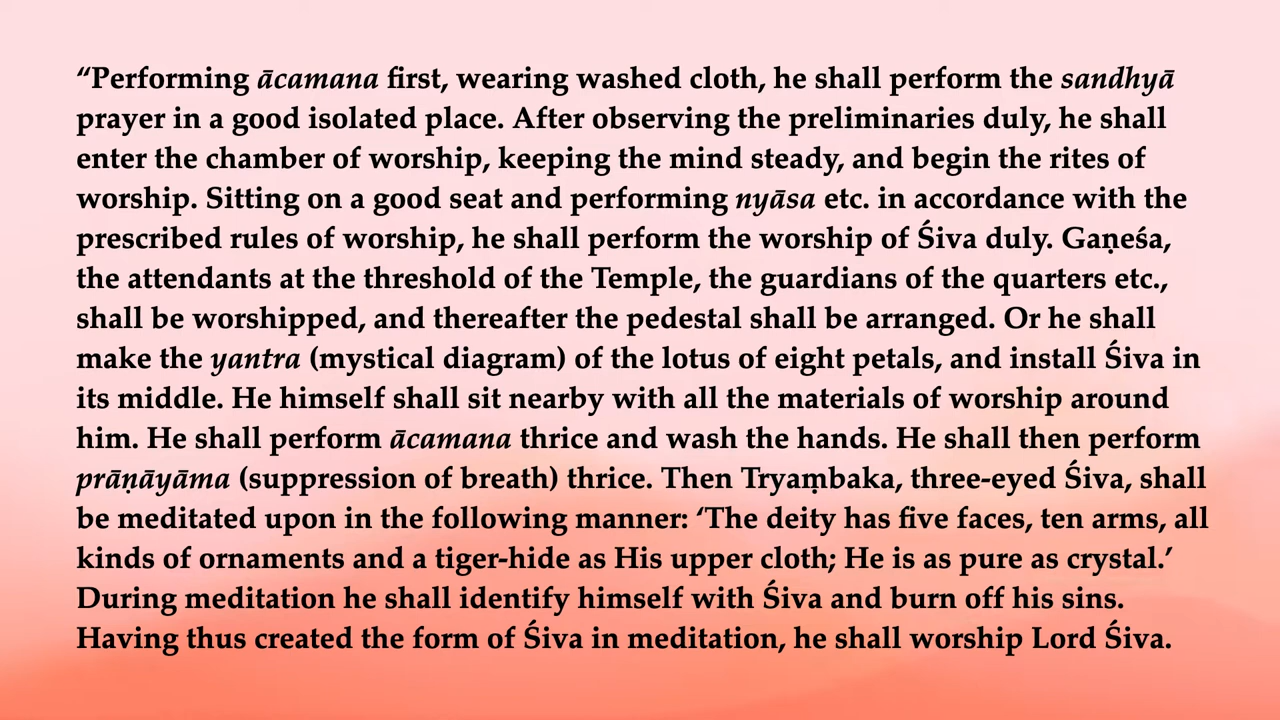 “Performing ācamana first, wearing washed cloth, he shall perform the sandhyā
prayer in a good isolated place. After observing the preliminaries duly, he shall
enter the chamber of worship, keeping the mind steady, and begin the rites of
worship. Sitting on a good seat and performing nyāsa etc. in accordance with the
prescribed rules of worship, he shall perform the worship of Śiva duly. Gaṇeśa,
the attendants at the threshold of the Temple, the guardians of the quarters etc.,
shall be worshipped, and thereafter the pedestal shall be arranged. Or he shall
make the yantra (mystical diagram) of the lotus of eight petals, and install Śiva in
its middle. He himself shall sit nearby with all the materials of worship around
him. He shall perform ācamana thrice and wash the hands. He shall then perform
prāṇāyāma (suppression of breath) thrice. Then Tryaṃbaka, three-eyed Śiva, shall
be meditated upon in the following manner: ‘The deity has five faces, ten arms, all
kinds of ornaments and a tiger-hide as His upper cloth; He is as pure as crystal.’
During meditation he shall identify himself with Śiva and burn off his sins.
Having thus created the form of Śiva in meditation, he shall worship Lord Śiva.